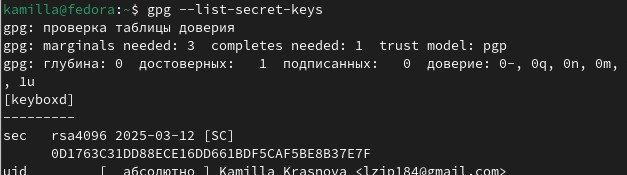 kamilla@fedora:~$ gpg --list-secret-keys
gpg: проверка таблицы доверия
gpg: marginals needed: 3  completes needed: 1  trust model: pgp
gpg: глубина: 0  достоверных:   1  подписанных:   0  доверие: 0-, 0q, 0n, 0m, 0f
, 1u
[keyboxd]
---------
sec   rsa4096 2025-03-12 [SC]
      0D1763C31DD88ECE16DD661BDF5CAF5BE8B37E7F
uid         [  абсолютно ] Kamilla Krasnova <lzip184@gmail.com>